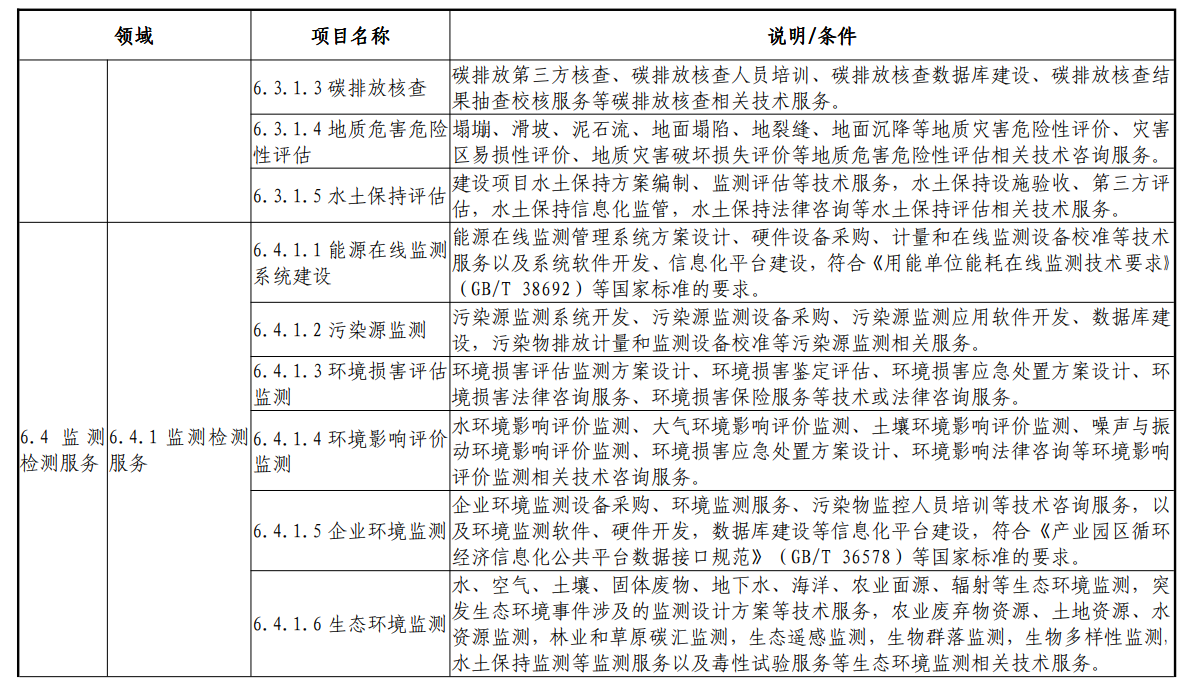 领域 项目名称 说明/条件
6.3.1.3 碳排放核查
碳排放第三方核查、碳排放核查人员培训、碳排放核查数据库建设、碳排放核查结
果抽查校核服务等碳排放核查相关技术服务。
6.3.1.4 地质危害危险
性评估
塌崩、滑坡、泥石流、地面塌陷、地裂缝、地面沉降等地质灾害危险性评价、灾害
区易损性评价、地质灾害破坏损失评价等地质危害危险性评估相关技术咨询服务。
6.3.1.5 水土保持评估
建设项目水土保持方案编制、监测评估等技术服务，水土保持设施验收、第三方评
估，水土保持信息化监管，水土保持法律咨询等水土保持评估相关技术服务。
6.4 监测
检测服务
6.4.1 监测检测
服务
6.4.1.1 能源在线监测
系统建设
能源在线监测管理系统方案设计、硬件设备采购、计量和在线监测设备校准等技术
服务以及系统软件开发、信息化平台建设，符合《用能单位能耗在线监测技术要求》
（GB/T 38692）等国家标准的要求。
6.4.1.2 污染源监测
污染源监测系统开发、污染源监测设备采购、污染源监测应用软件开发、数据库建
设，污染物排放计量和监测设备校准等污染源监测相关服务。
6.4.1.3 环境损害评估
监测
环境损害评估监测方案设计、环境损害鉴定评估、环境损害应急处置方案设计、环
境损害法律咨询服务、环境损害保险服务等技术或法律咨询服务。
6.4.1.4 环境影响评价
监测
水环境影响评价监测、大气环境影响评价监测、土壤环境影响评价监测、噪声与振
动环境影响评价监测、环境损害应急处置方案设计、环境影响法律咨询等环境影响
评价监测相关技术咨询服务。
6.4.1.5 企业环境监测
企业环境监测设备采购、环境监测服务、污染物监控人员培训等技术咨询服务，以
及环境监测软件、硬件开发，数据库建设等信息化平台建设，符合《产业园区循环
经济信息化公共平台数据接口规范》（GB/T 36578）等国家标准的要求。
6.4.1.6 生态环境监测
水、空气、土壤、固体废物、地下水、海洋、农业面源、辐射等生态环境监测，突
发生态环境事件涉及的监测设计方案等技术服务，农业废弃物资源、土地资源、水
资源监测，林业和草原碳汇监测，生态遥感监测，生物群落监测，生物多样性监测，
水土保持监测等监测服务以及毒性试验服务等生态环境监测相关技术服务。